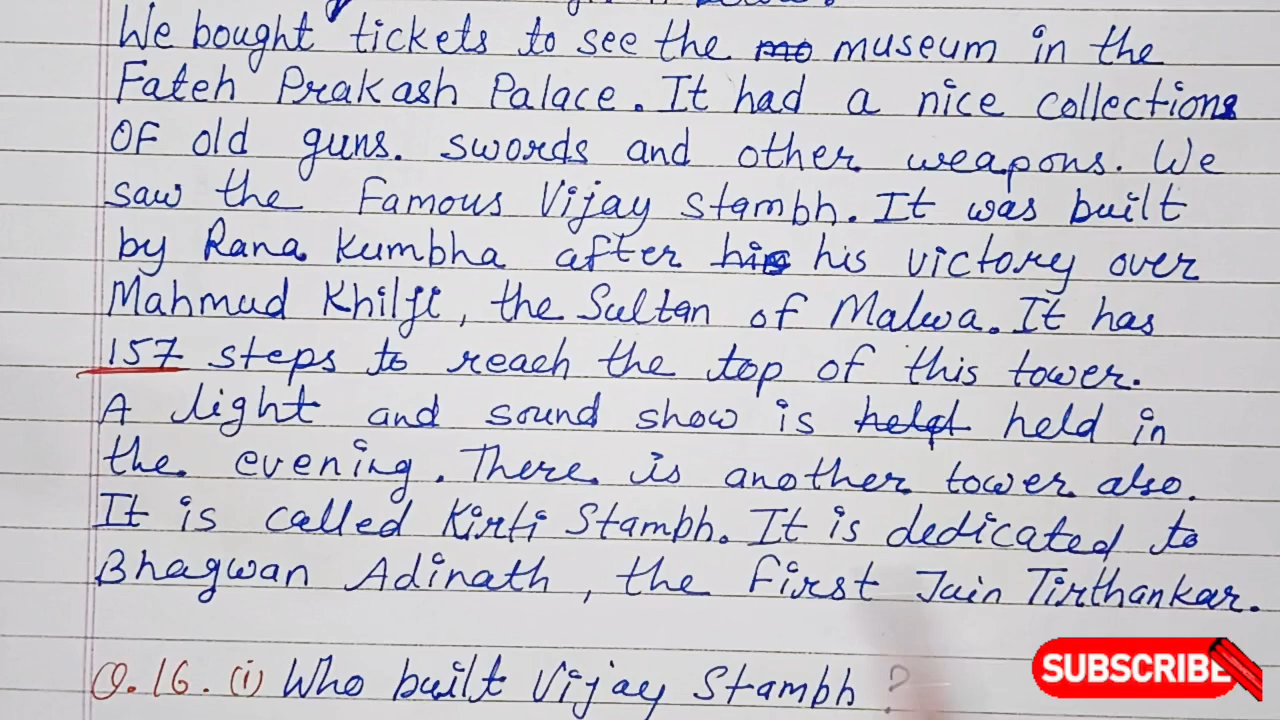 We bought tickets to see the museum in the
Fateh Prakash Palace. It had a nice collections
of old guns. swords and other weapons. We
saw the Famous Vijay Stambh. It was built
by Rana Kumbha after his victory over
Mahmud Khilji, the Sultan of Malwa. It has
157 steps to reach the top of this tower.
A light and sound show is held in
the evening. There is another tower also.
It is called Kirti Stambh. It is dedicated to
Bhagwan Adinath, the First Jain Tirthankar.
Q.16. (i) Who built Vijay Stambh ?
SUBSCRIBE